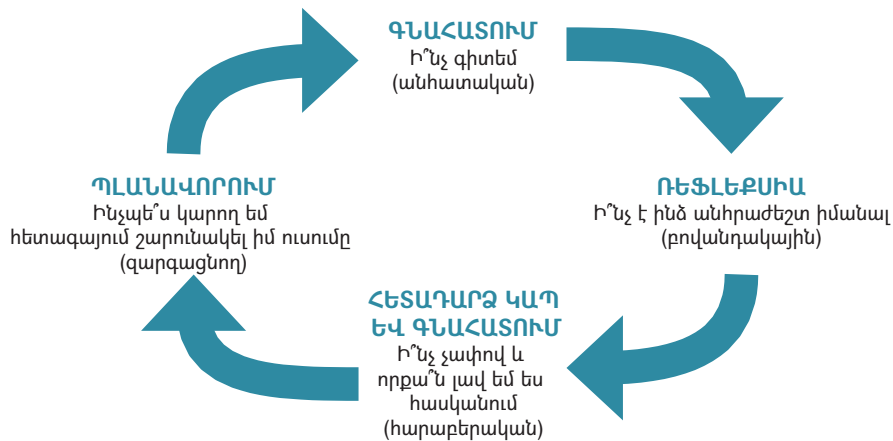 ԳՆԱՀԱՏՈՒՄ
Ի՞նչ գիտեմ
(անհատական)
ՌԵՖԼԵՔՍԻԱ
Ի՞նչ է ինձ անհրաժեշտ իմանալ
(բովանդակային)
ՀԵՏԱԴԱՐՁ ԿԱՊ
ԵՎ ԳՆԱՀԱՏՈՒՄ
Ի՞նչ չափով և
որքա՞ն լավ եմ ես
հասկանում
(հարաբերական)
ՊԼԱՆԱՎՈՐՈՒՄ
Ինչպե՞ս կարող եմ
հետագայում շարունակել իմ ուսումը
(զարգացնող)